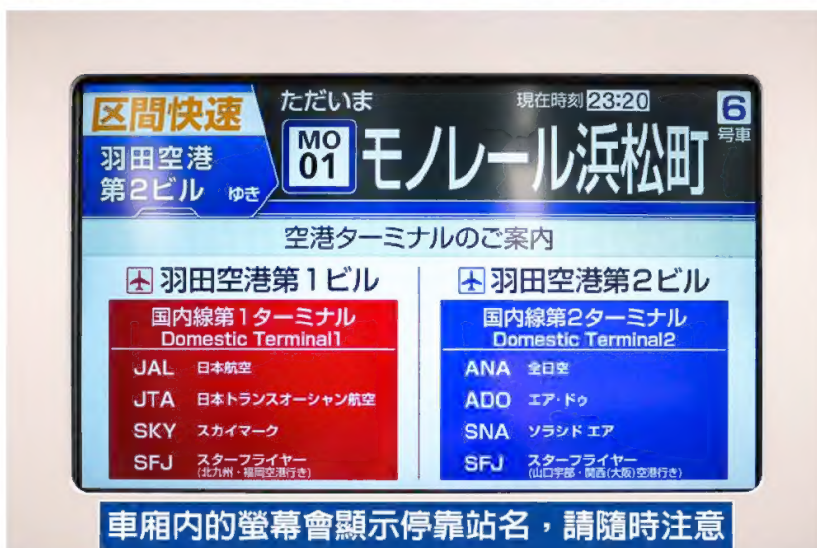 区間快速
羽田空港
第2ビル ゆき
ただいま
現在時刻 23:20
MO
01
モノレール浜松町
6
号車
空港ターミナルのご案内
羽田空港第1ビル
国内線第1ターミナル
Domestic Terminal1
JAL 日本航空
JTA 日本トランスオーシャン航空
SKY スカイマーク
SFJ スターフライヤー
(北九州・福岡空港行き)
羽田空港第2ビル
国内線第2ターミナル
Domestic Terminal2
ANA 全日空
ADO エア・ドゥ
SNA ソラシド エア
SFJ スターフライヤー
(山口宇部・関西(大阪)空港行き)
車廂内的螢幕會顯示停靠站名，請隨時注意